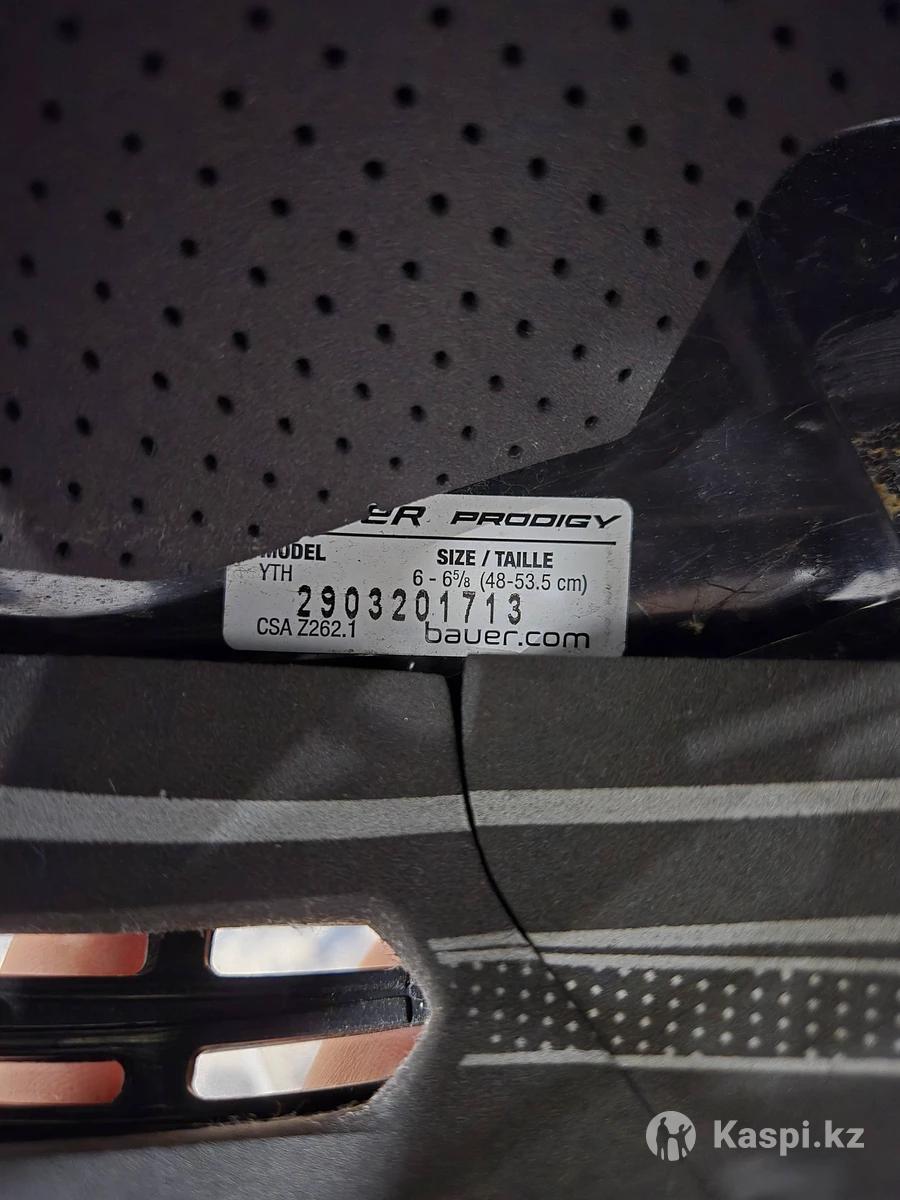 ER PRODIGY
MODEL SIZE / TAILLE
YTH 6 - 6⅝ (48-53.5 cm)
2903201713
CSA Z262.1 bauer.com
Kaspi.kz